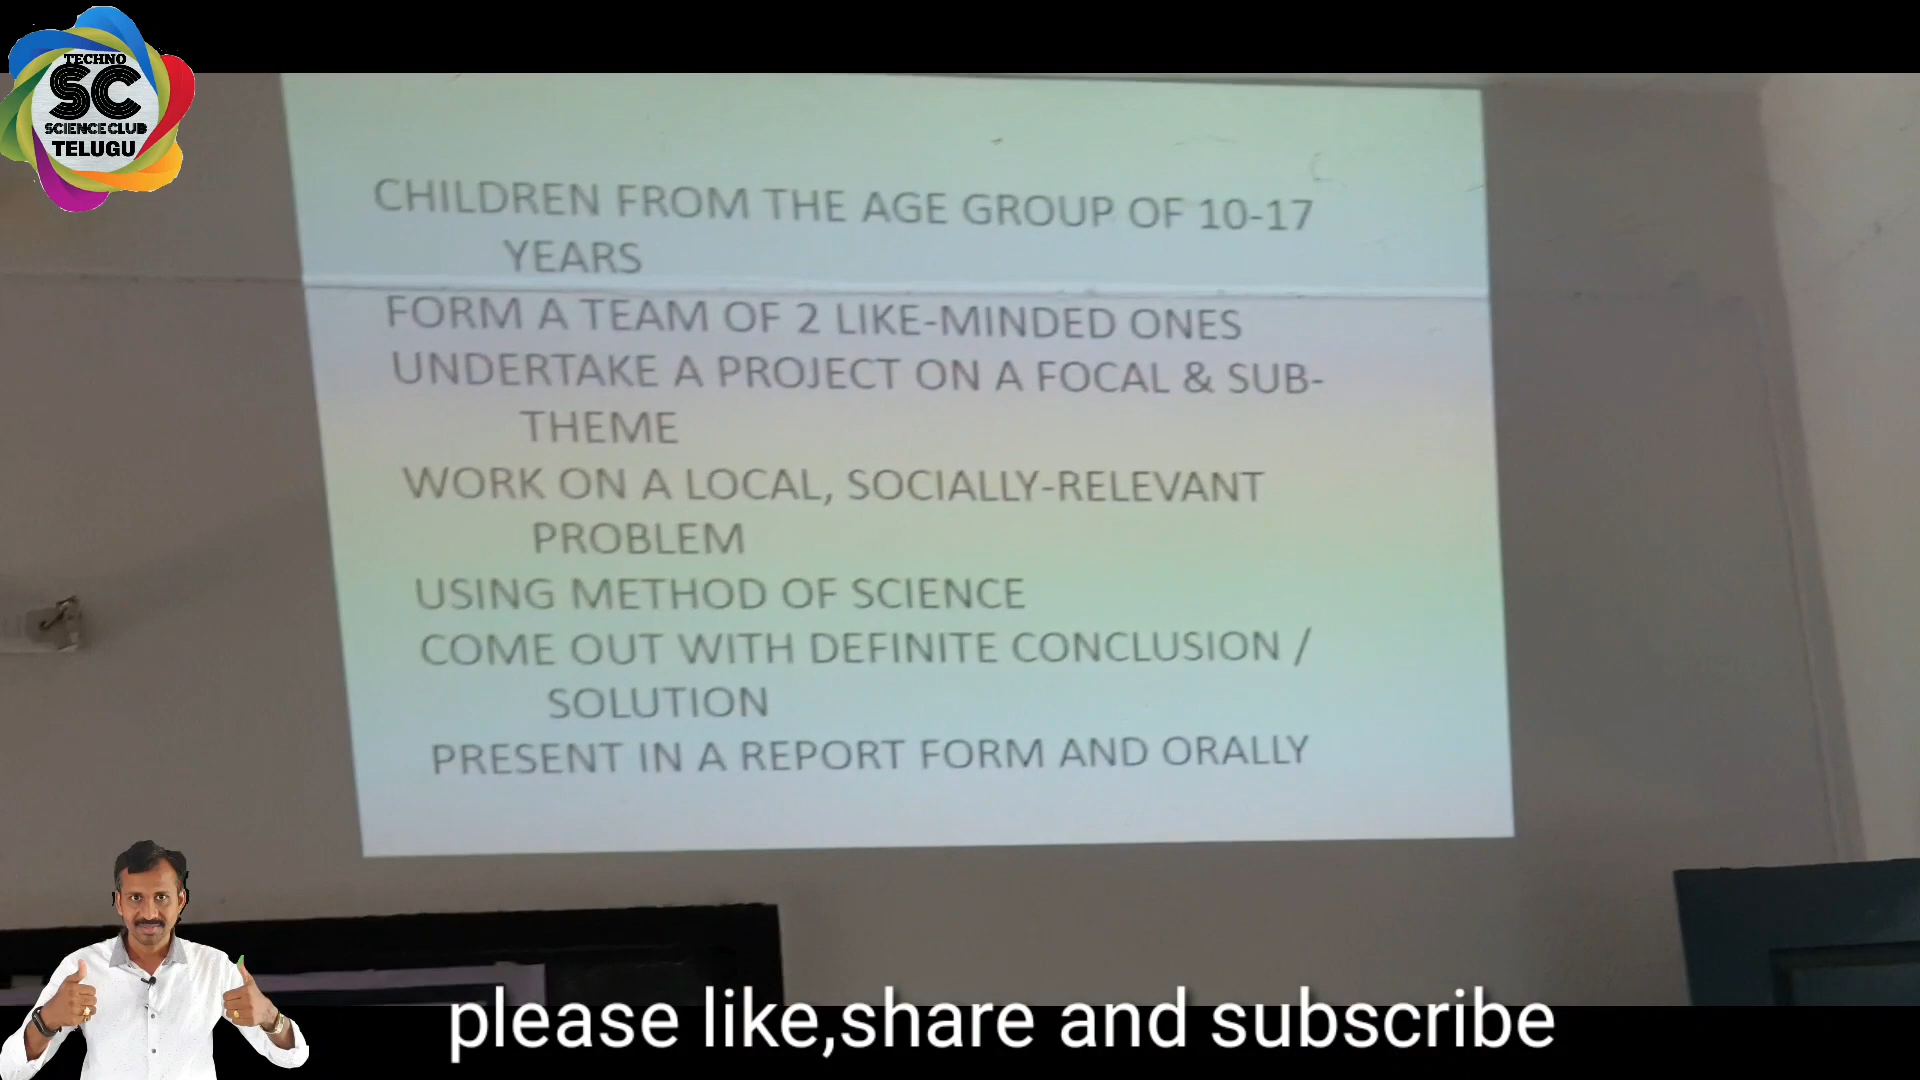 TECHNO
SC
SCIENCE CLUB
TELUGU
CHILDREN FROM THE AGE GROUP OF 10-17
YEARS
FORM A TEAM OF 2 LIKE-MINDED ONES
UNDERTAKE A PROJECT ON A FOCAL & SUB-
THEME
WORK ON A LOCAL, SOCIALLY-RELEVANT
PROBLEM
USING METHOD OF SCIENCE
COME OUT WITH DEFINITE CONCLUSION /
SOLUTION
PRESENT IN A REPORT FORM AND ORALLY
please like,share and subscribe